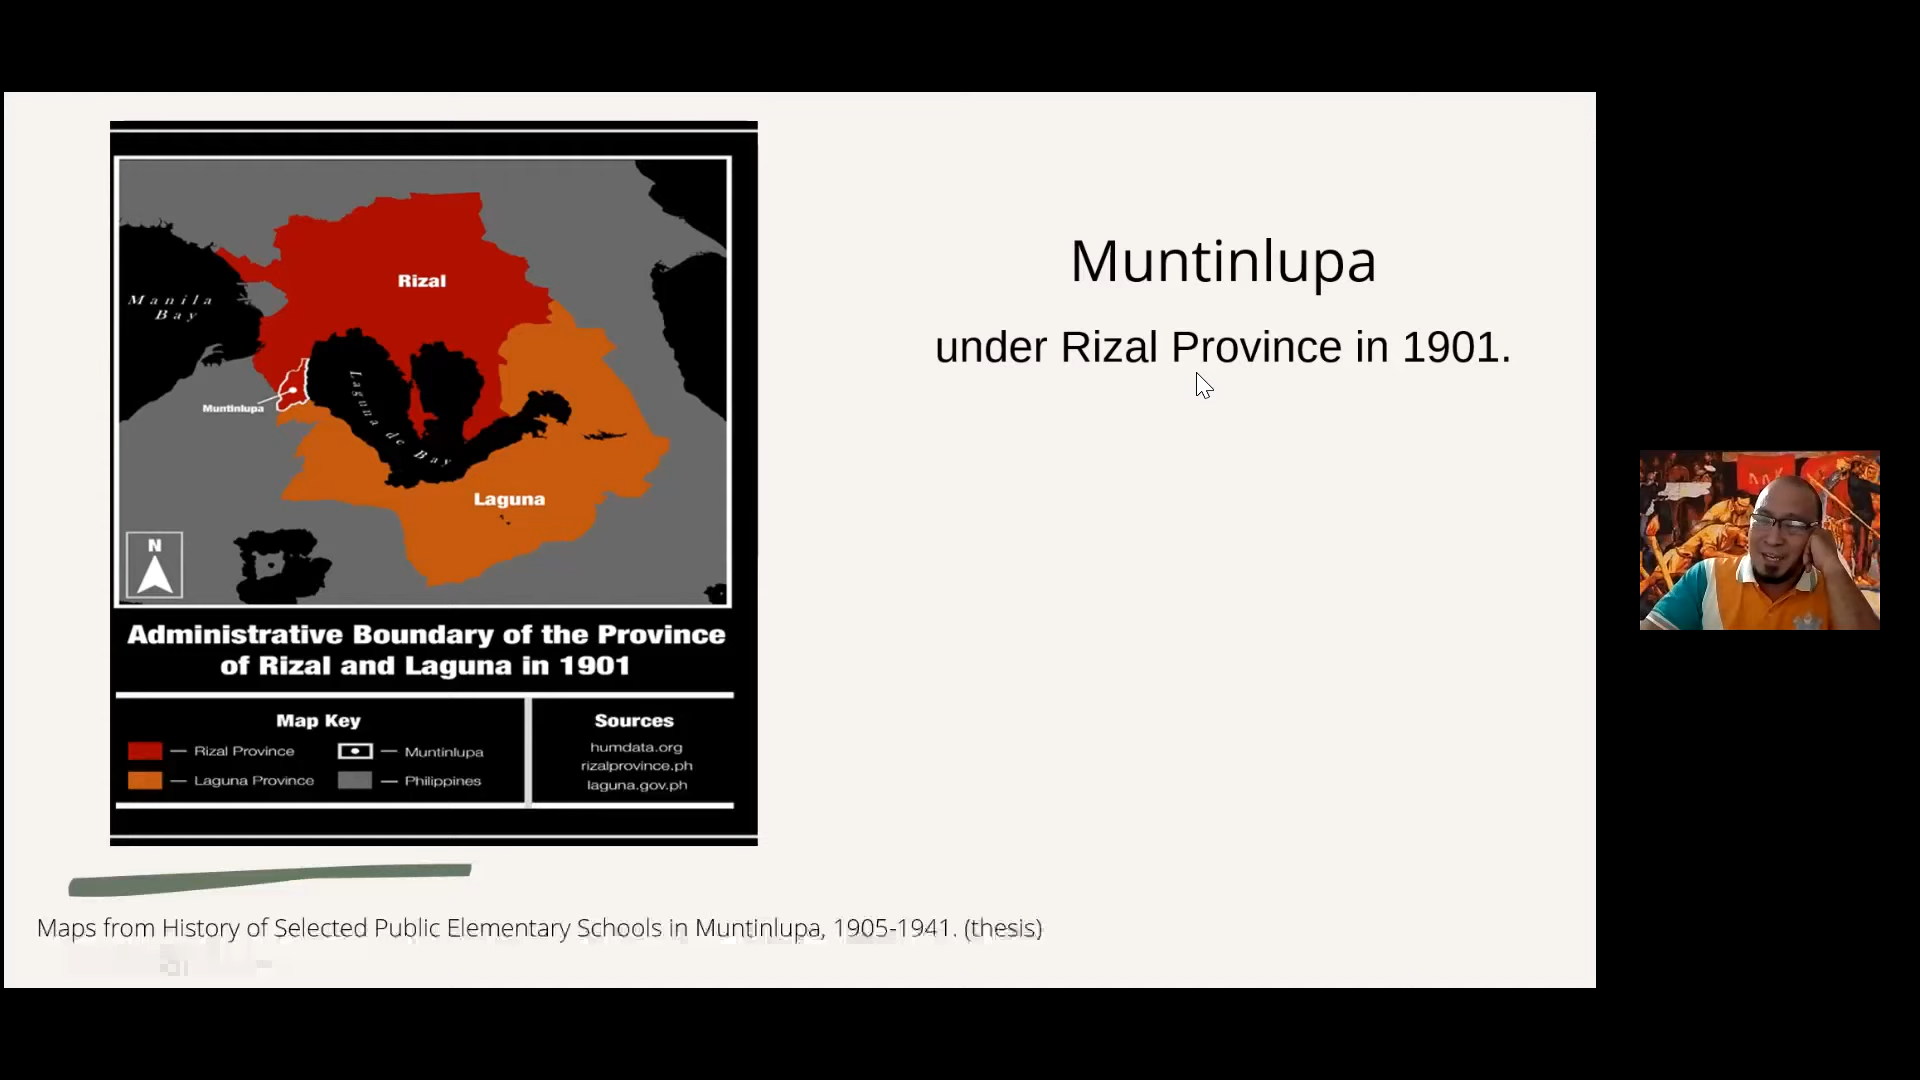 Rizal
Manila
Bay
Laguna de Bay
Muntinlupa
Laguna
N
Administrative Boundary of the Province
of Rizal and Laguna in 1901
Map Key
— Rizal Province
— Muntinlupa
— Laguna Province
— Philippines
Sources
humdata.org
rizalprovince.ph
laguna.gov.ph
Muntinlupa
under Rizal Province in 1901.
Maps from History of Selected Public Elementary Schools in Muntinlupa, 1905-1941. (thesis)